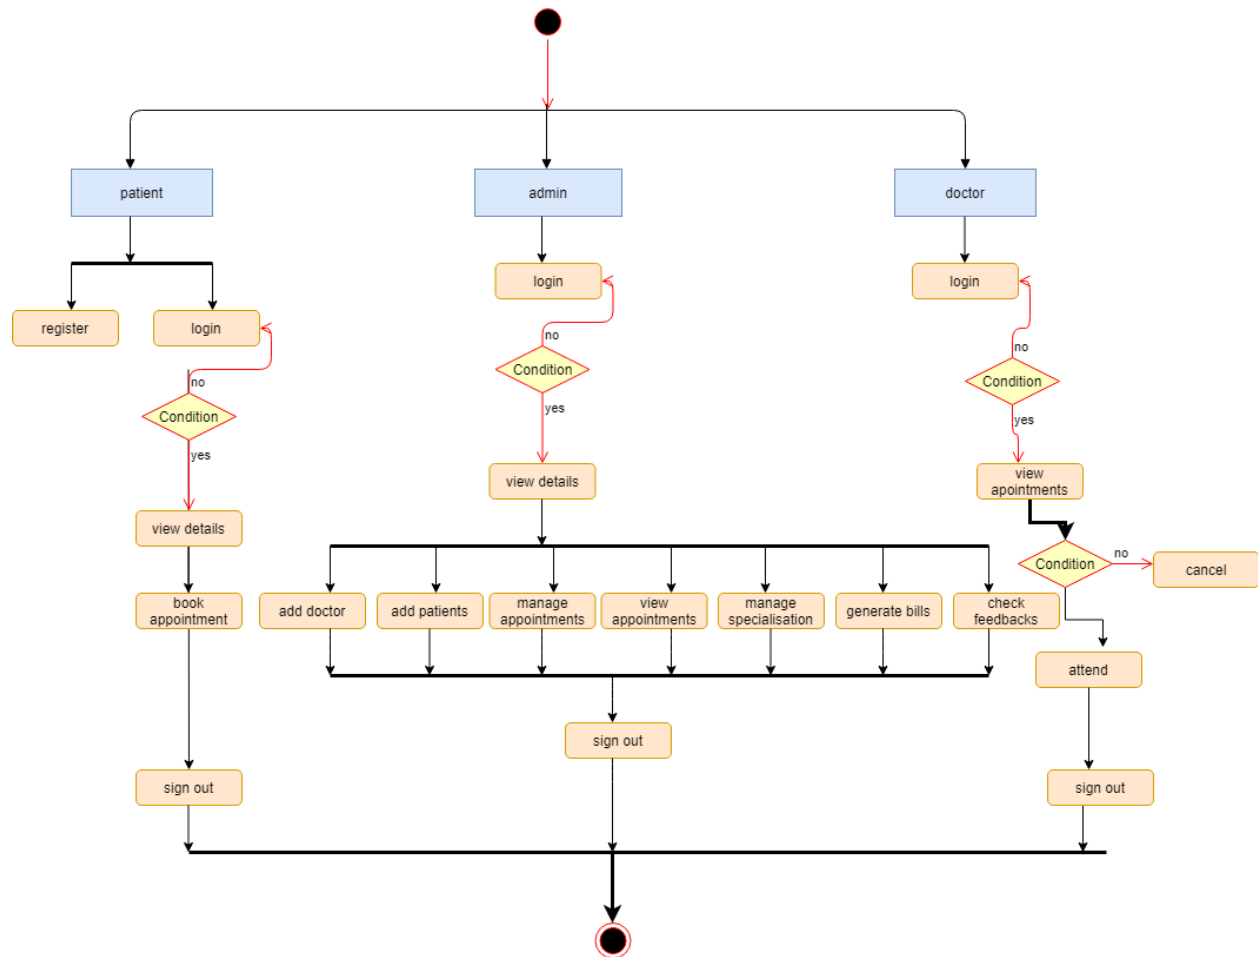 patient
admin
doctor
login
login
register
login
no
no
no
Condition
Condition
Condition
yes
yes
yes
view details
view
apointments
view details
no
Condition
cancel
book
appointment
add doctor
add patients
manage
appointments
view
appointments
manage
specialisation
generate bills
check
feedbacks
attend
sign out
sign out
sign out